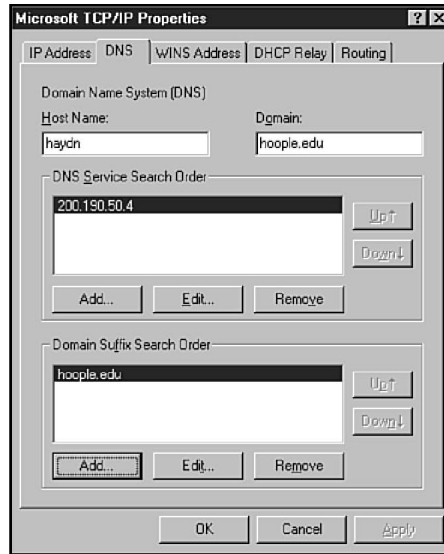 Microsoft TCP/IP Properties
IP Address DNS WINS Address DHCP Relay Routing
Domain Name System (DNS)
Host Name: Domain:
haydn hoople.edu
DNS Service Search Order
200.190.50.4
Up↑
Down↓
Add... Edit... Remove
Domain Suffix Search Order
hoople.edu
Up↑
Down↓
Add... Edit... Remove
OK Cancel Apply